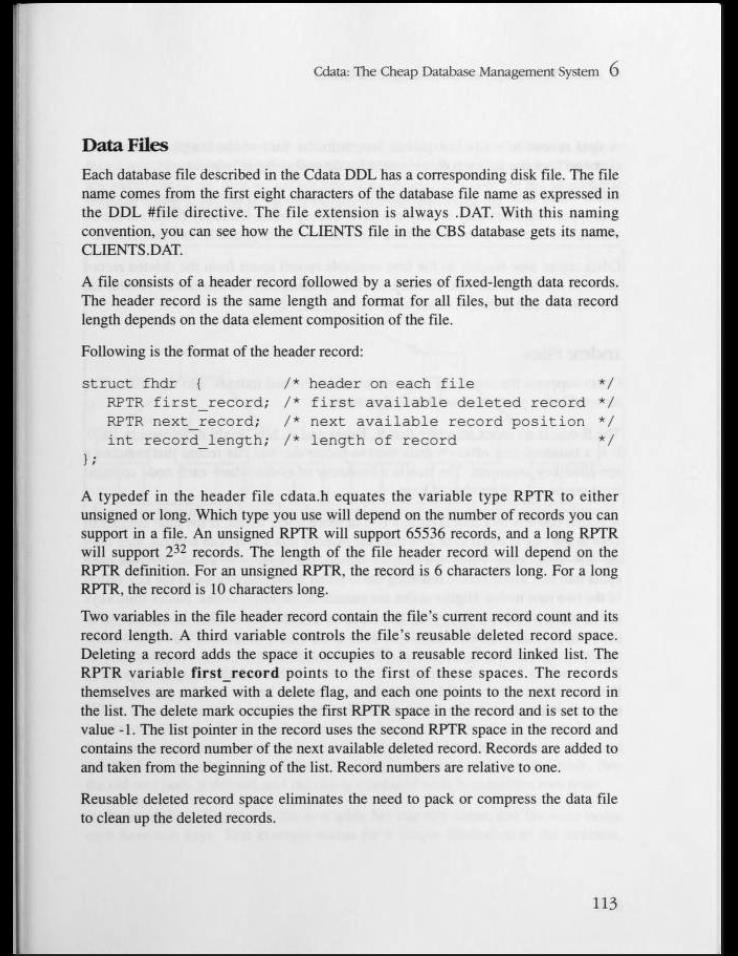 Cdata: The Cheap Database Management System 6
Data Files
Each database file described in the Cdata DDL has a corresponding disk file. The file
name comes from the first eight characters of the database file name as expressed in
the DDL #file directive. The file extension is always .DAT. With this naming
convention, you can see how the CLIENTS file in the CBS database gets its name,
CLIENTS.DAT.
A file consists of a header record followed by a series of fixed-length data records.
The header record is the same length and format for all files, but the data record
length depends on the data element composition of the file.
Following is the format of the header record:
struct fhdr { /* header on each file */
RPTR first_record; /* first available deleted record */
RPTR next_record; /* next available record position */
int record_length; /* length of record */
};
A typedef in the header file cdata.h equates the variable type RPTR to either
unsigned or long. Which type you use will depend on the number of records you can
support in a file. An unsigned RPTR will support 65536 records, and a long RPTR
will support 2³² records. The length of the file header record will depend on the
RPTR definition. For an unsigned RPTR, the record is 6 characters long. For a long
RPTR, the record is 10 characters long.
Two variables in the file header record contain the file's current record count and its
record length. A third variable controls the file's reusable deleted record space.
Deleting a record adds the space it occupies to a reusable record linked list. The
RPTR variable first_record points to the first of these spaces. The records
themselves are marked with a delete flag, and each one points to the next record in
the list. The delete mark occupies the first RPTR space in the record and is set to the
value -1. The list pointer in the record uses the second RPTR space in the record and
contains the record number of the next available deleted record. Records are added to
and taken from the beginning of the list. Record numbers are relative to one.
Reusable deleted record space eliminates the need to pack or compress the data file
to clean up the deleted records.
113